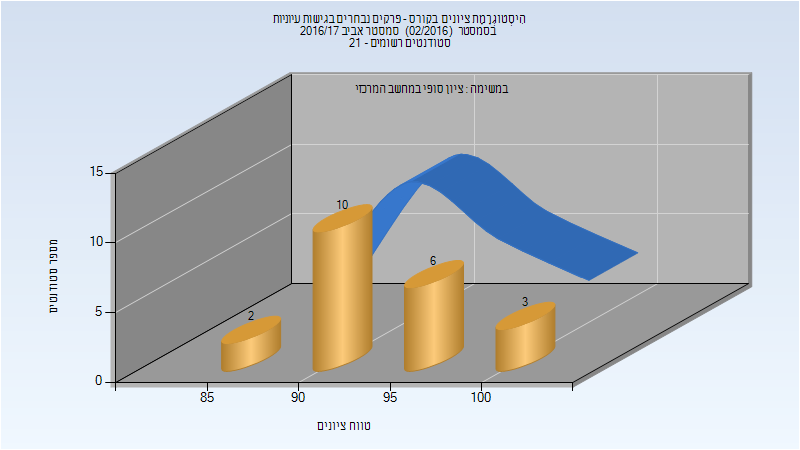 היסטוגרמת ציונים בקורס - פרקים נבחרים בגישות עיוניות
בסמסטר (02/2016) סמסטר אביב 2016/17
סטודנטים רשומים - 21
במשימה : ציון סופי במחשב המרכזי
מספר סטודנטים
15
10
5
0
2
10
6
3
85
90
95
100
טווח ציונים